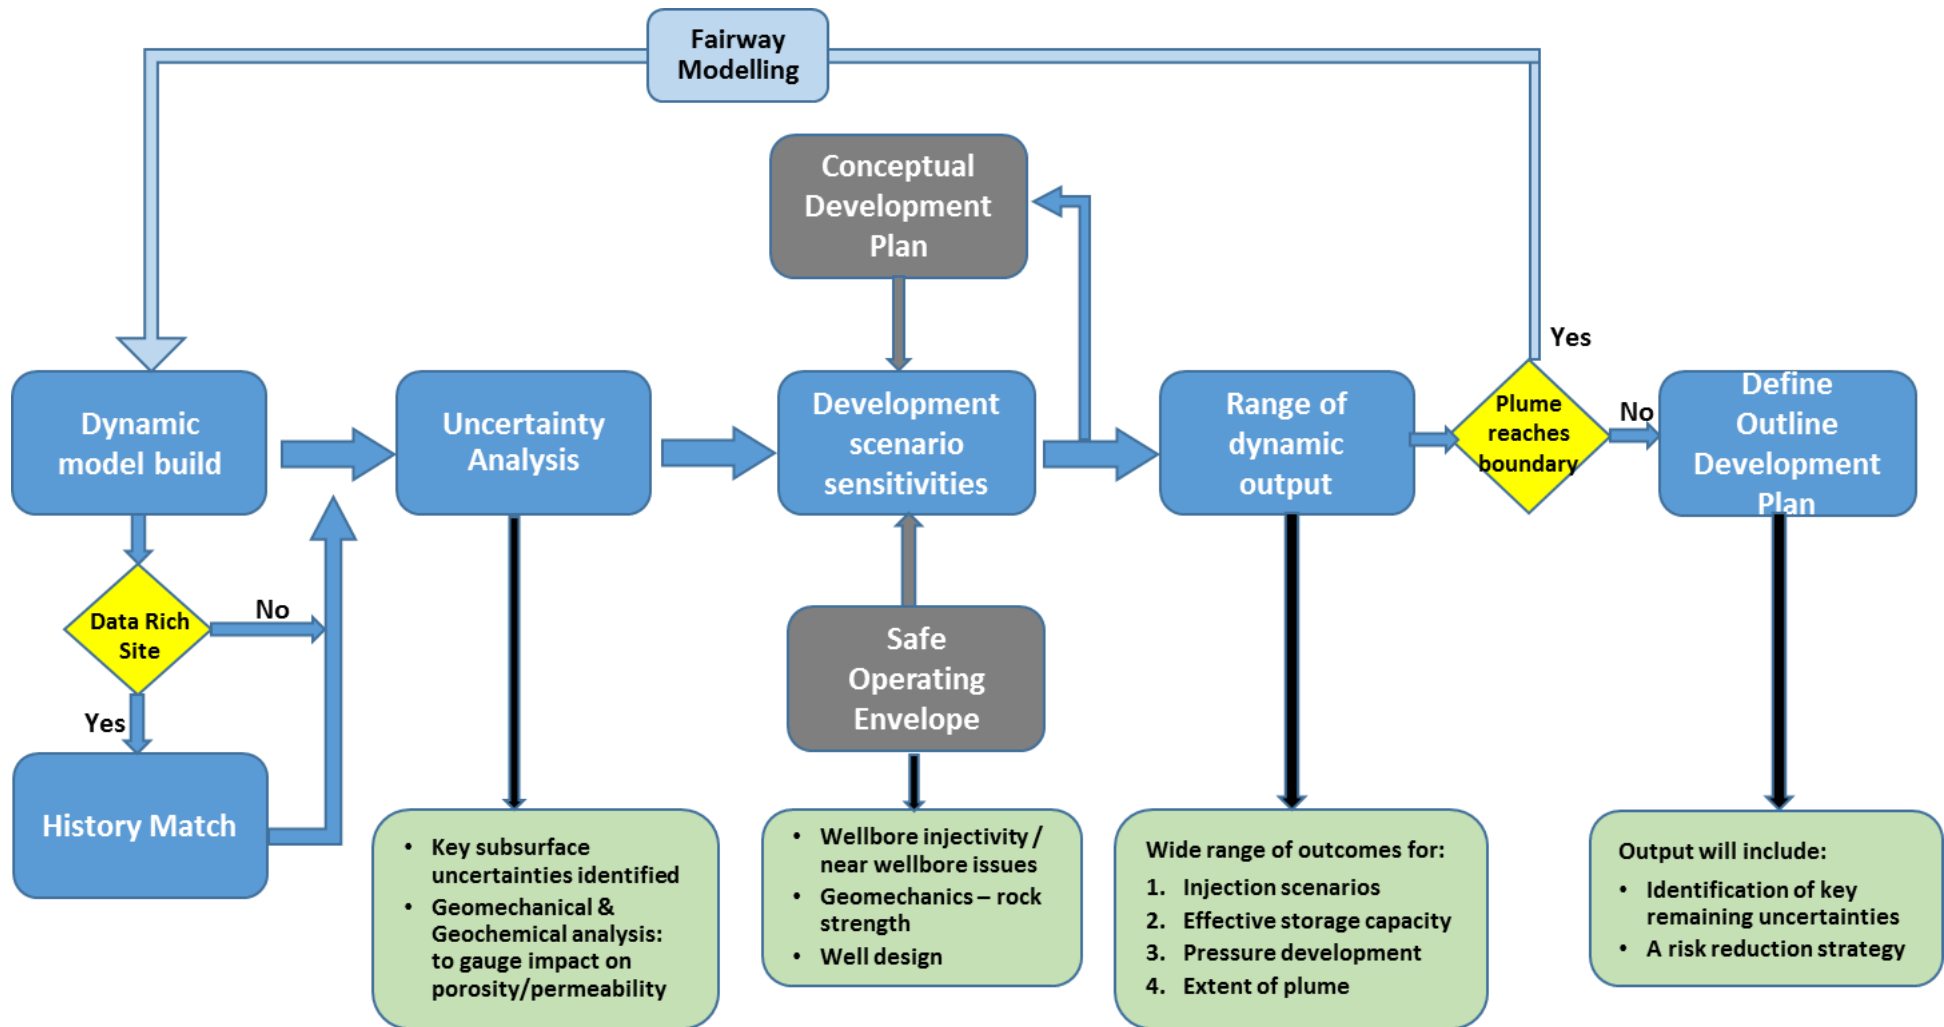 Fairway
Modelling
Conceptual
Development
Plan
Yes
Dynamic
model build
Uncertainty
Analysis
Development
scenario
sensitivities
Range of
dynamic
output
Plume
reaches
boundary
No
Define
Outline
Development
Plan
Data Rich
Site
No
Yes
History Match
Safe
Operating
Envelope
• Key subsurface
uncertainties identified
• Geomechanical &
Geochemical analysis:
to gauge impact on
porosity/permeability
• Wellbore injectivity /
near wellbore issues
• Geomechanics – rock
strength
• Well design
Wide range of outcomes for:
1. Injection scenarios
2. Effective storage capacity
3. Pressure development
4. Extent of plume
Output will include:
• Identification of key
remaining uncertainties
• A risk reduction strategy